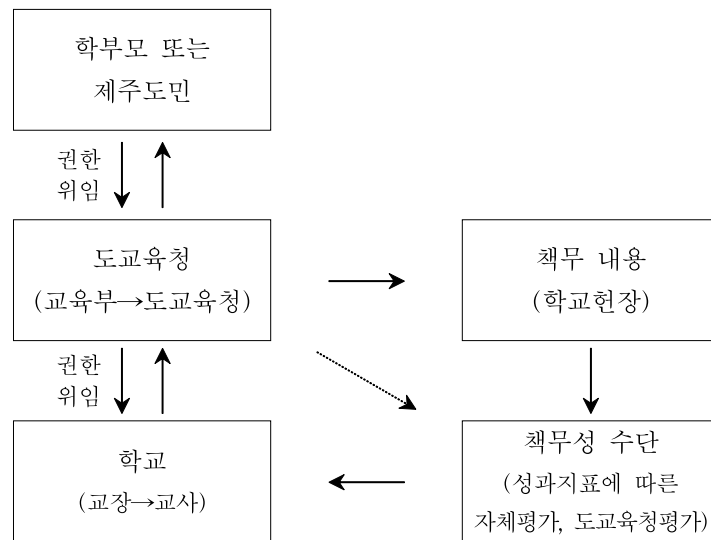 학부모 또는
제주도민
권한
위임
도교육청
(교육부→도교육청)
책무 내용
(학교헌장)
권한
위임
학교
(교장→교사)
책무성 수단
(성과지표에 따른
자체평가, 도교육청평가)